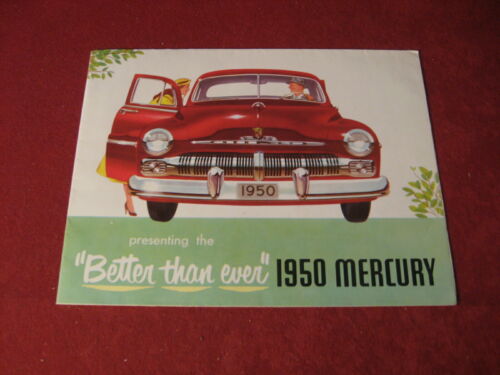 1950
presenting the
"Better than ever" 1950 MERCURY